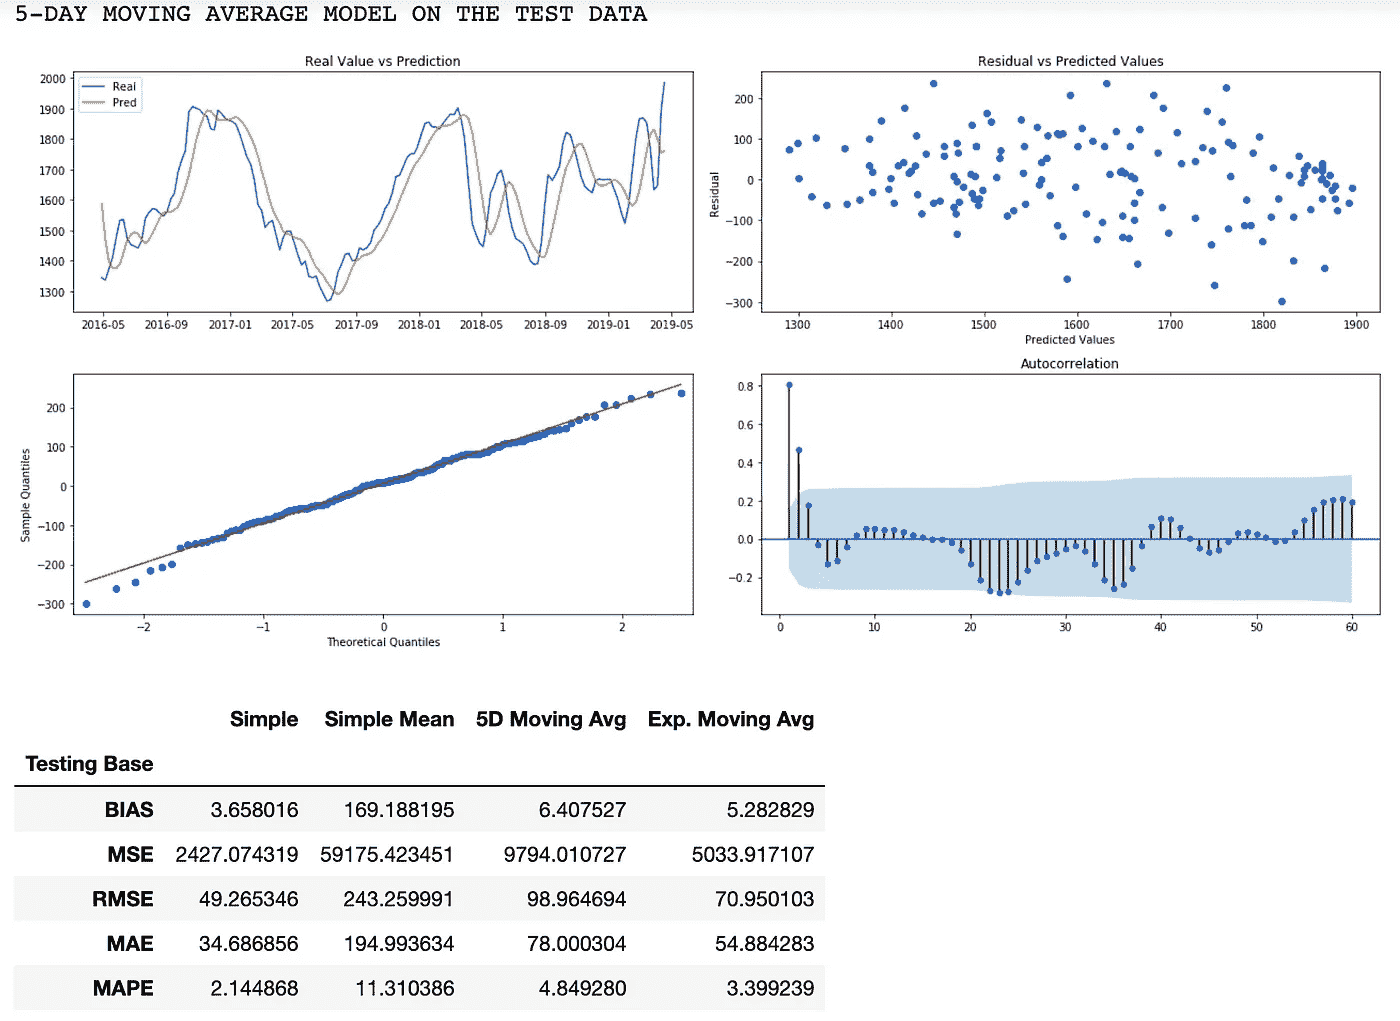 5-DAY MOVING AVERAGE MODEL ON THE TEST DATA
Real Value vs Prediction
Real
Pred
2000
1900
1800
1700
1600
1500
1400
1300
2016-05 2016-09 2017-01 2017-05 2017-09 2018-01 2018-05 2018-09 2019-01 2019-05
Residual vs Predicted Values
Residual
200
100
0
−100
−200
−300
1300 1400 1500 1600 1700 1800 1900
Predicted Values
Sample Quantiles
200
100
0
−100
−200
−300
−2 −1 0 1 2
Theoretical Quantiles
Autocorrelation
0.8
0.6
0.4
0.2
0.0
−0.2
0 10 20 30 40 50 60
Simple Simple Mean 5D Moving Avg Exp. Moving Avg
Testing Base
BIAS 3.658016 169.188195 6.407527 5.282829
MSE 2427.074319 59175.423451 9794.010727 5033.917107
RMSE 49.265346 243.259991 98.964694 70.950103
MAE 34.686856 194.993634 78.000304 54.884283
MAPE 2.144868 11.310386 4.849280 3.399239